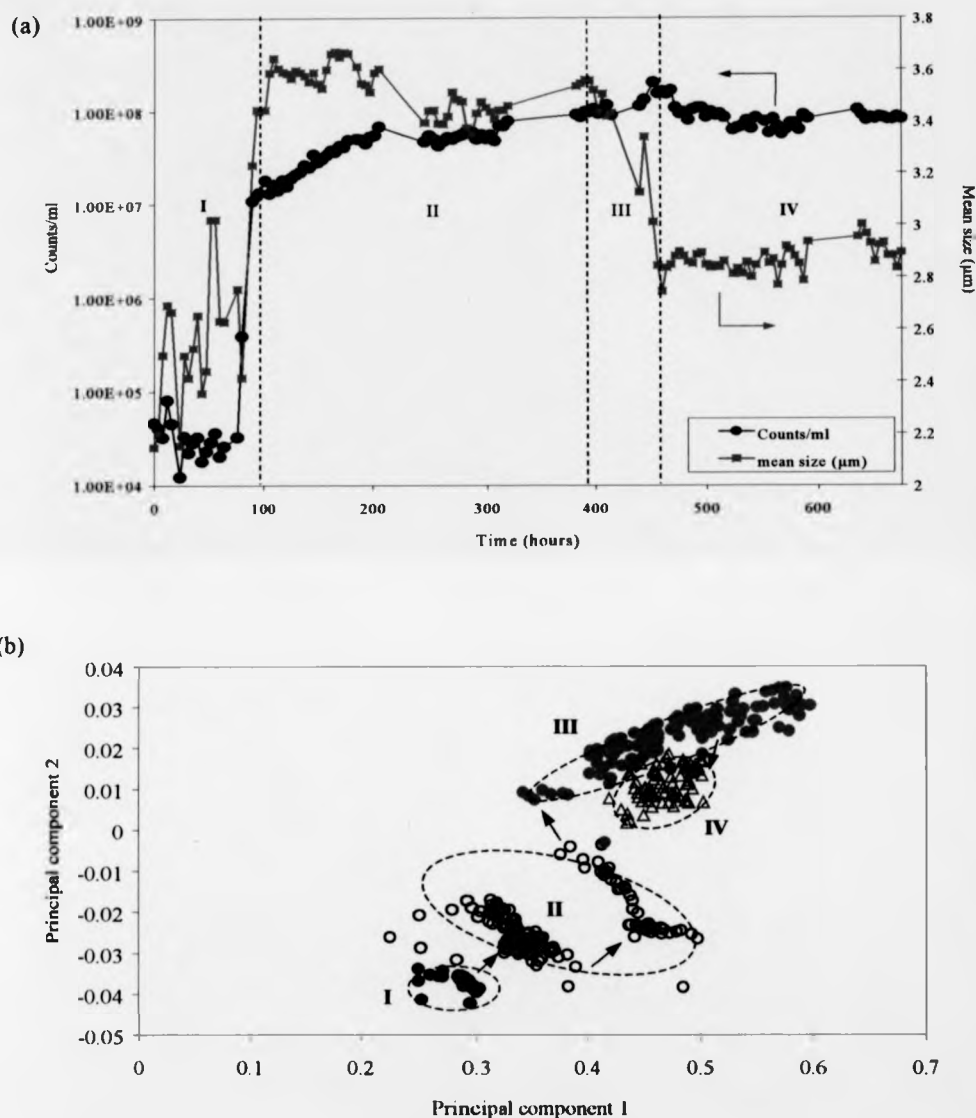 (a)
1.00E+09
1.00E+08
1.00E+07
1.00E+06
1.00E+05
1.00E+04
Counts/ml
3.8
3.6
3.4
3.2
3
2.8
2.6
2.4
2.2
2
Mean size (µm)
I
II
III
IV
Counts/ml
mean size (µm)
0
100
200
300
400
500
600
Time (hours)
(b)
0.04
0.03
0.02
0.01
0
-0.01
-0.02
-0.03
-0.04
-0.05
Principal component 2
III
IV
II
I
0
0.1
0.2
0.3
0.4
0.5
0.6
0.7
Principal component 1